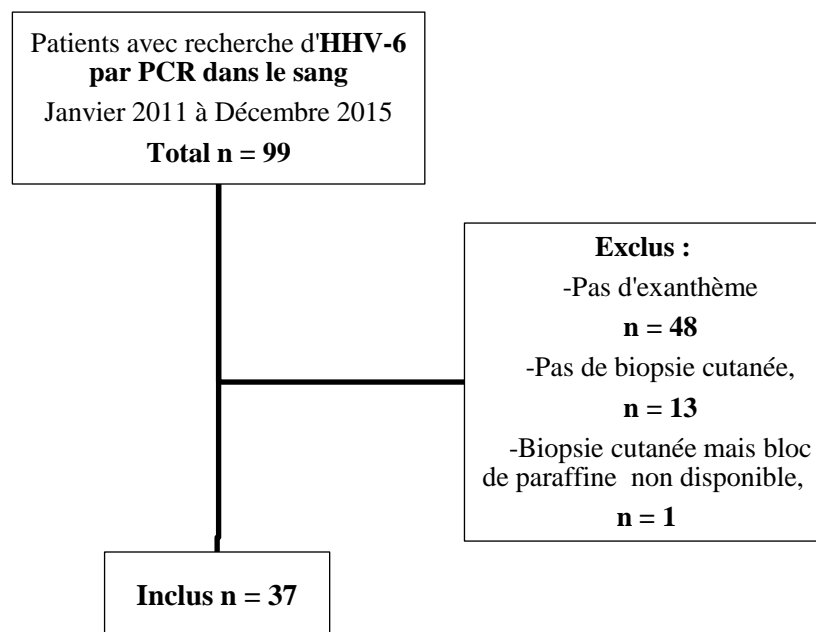 Patients avec recherche d'HHV-6
par PCR dans le sang
Janvier 2011 à Décembre 2015
Total n = 99
Exclus :
-Pas d'exanthème
n = 48
-Pas de biopsie cutanée,
n = 13
-Biopsie cutanée mais bloc
de paraffine  non disponible,
n = 1
Inclus n = 37